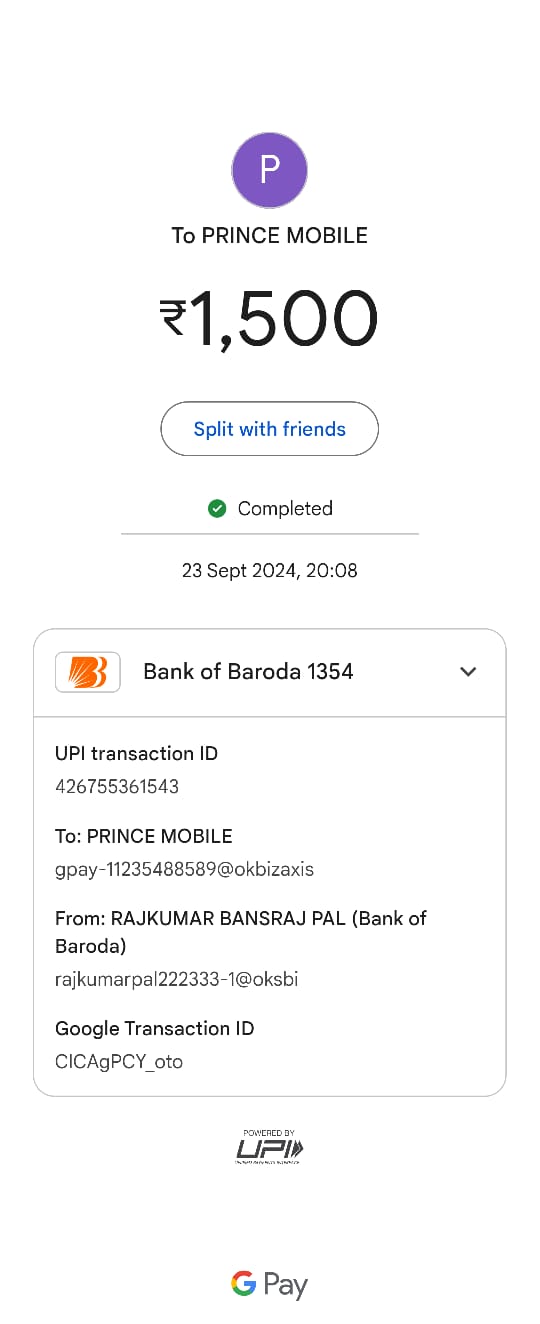 P
To PRINCE MOBILE
₹1,500
Split with friends
Completed
23 Sept 2024, 20:08
Bank of Baroda 1354
UPI transaction ID
426755361543
To: PRINCE MOBILE
gpay-11235488589@okbizaxis
From: RAJKUMAR BANSRAJ PAL (Bank of
Baroda)
rajkumarpal222333-1@oksbi
Google Transaction ID
CICAgPCY_oto
POWERED BY
UPI
G Pay